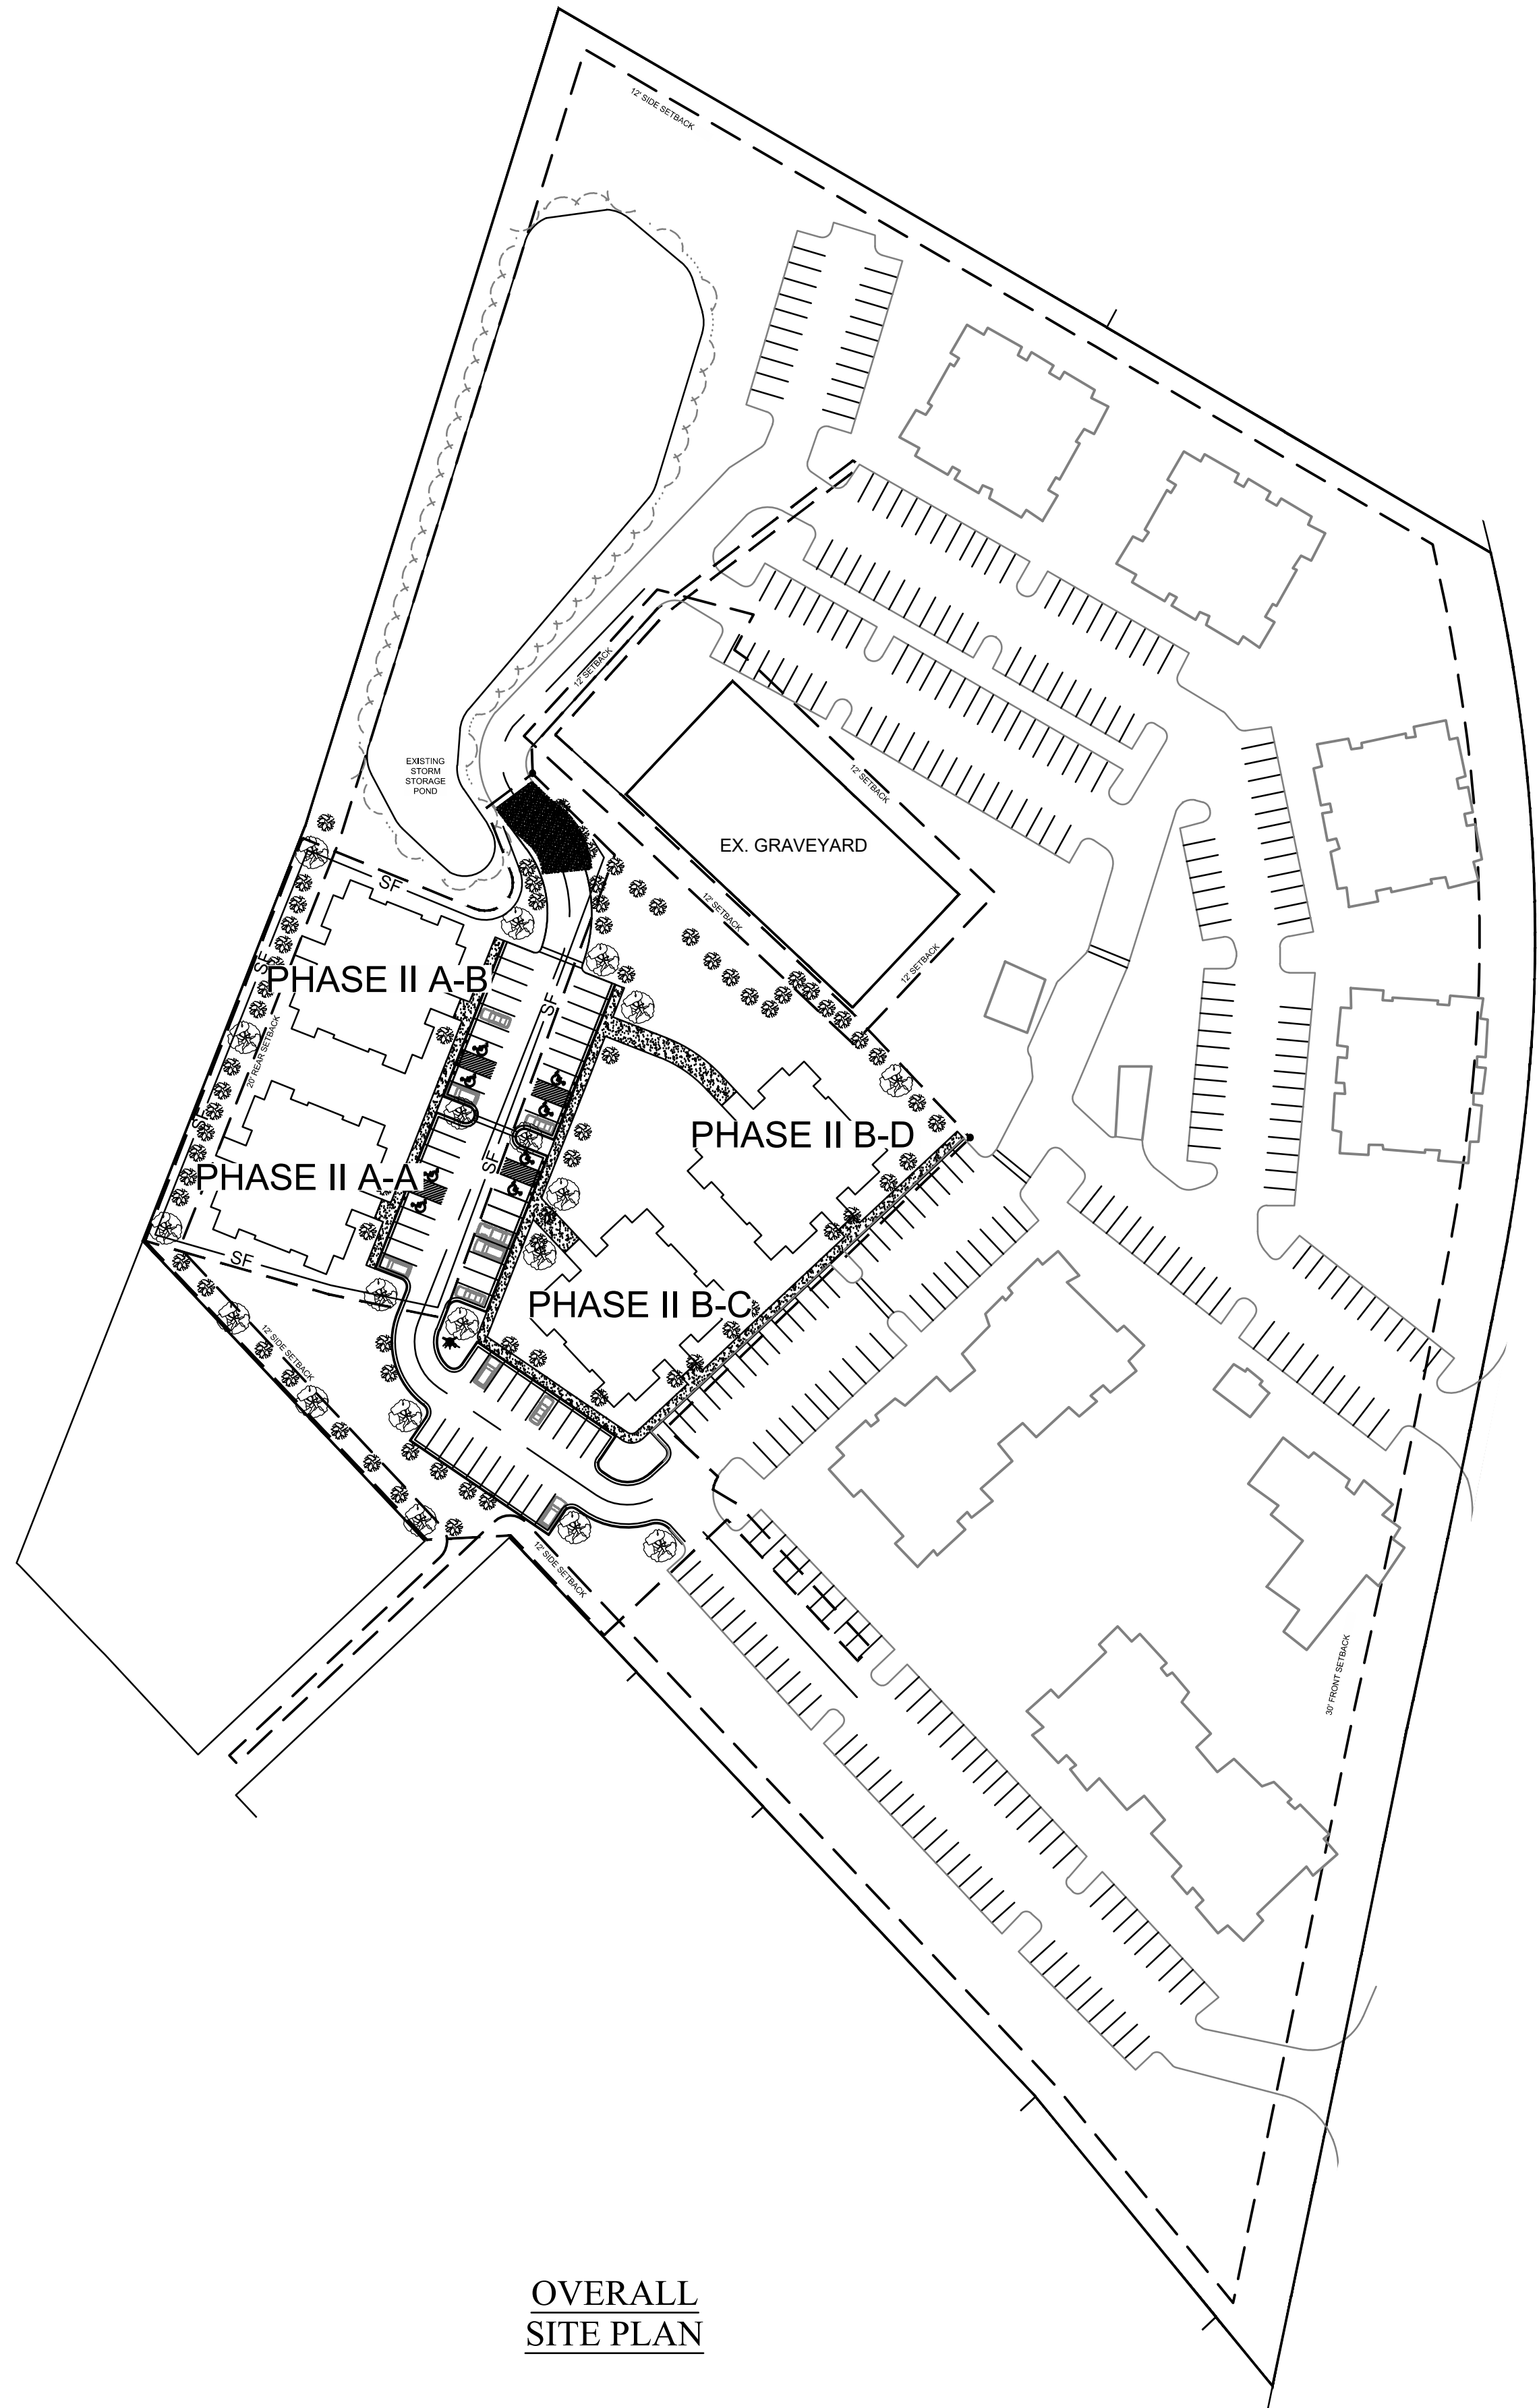 12' SIDE SETBACK
12' SETBACK
EXISTING
STORM
STORAGE
POND
12' SETBACK
EX. GRAVEYARD
SF
12' SETBACK
12' SETBACK
SF
PHASE II A-B
SF
20' REAR SETBACK
SF
PHASE II B-D
SF
PHASE II A-A
SF
PHASE II B-C
12' SIDE SETBACK
12' SIDE SETBACK
30' FRONT SETBACK
OVERALL
SITE PLAN